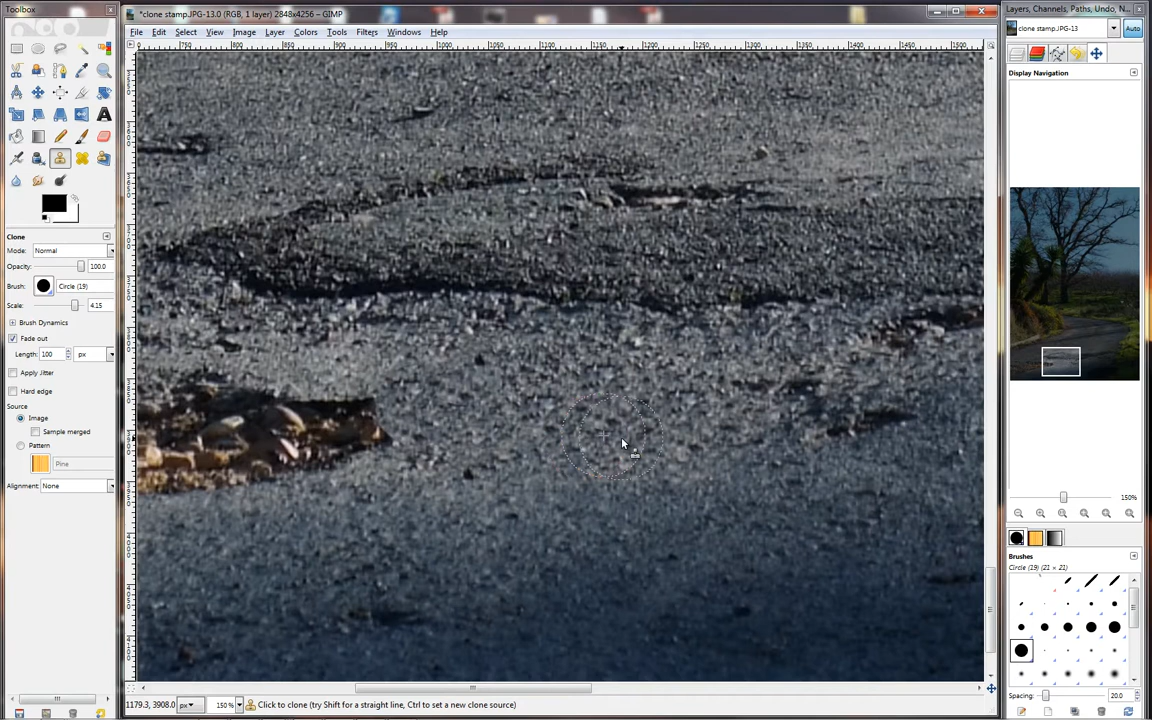 Toolbox
*clone stamp.JPG-13.0 (RGB, 1 layer) 2848x4256 – GIMP
Layers, Channels, Paths, Undo, N...
File Edit Select View Image Layer Colors Tools Filters Windows Help
clone stamp.JPG-13
Auto
Display Navigation
Clone
Mode: Normal
Opacity: 100.0
Brush: Circle (19)
Scale: 4.15
Brush Dynamics
Fade out
Length: 100 px
Apply Jitter
Hard edge
Source
Image
Sample merged
Pattern
Pine
Alignment: None
150%
Brushes
Circle (19) (21 × 21)
Spacing: 20.0
1179.3, 3908.0 px 150% Click to clone (try Shift for a straight line, Ctrl to set a new clone source)